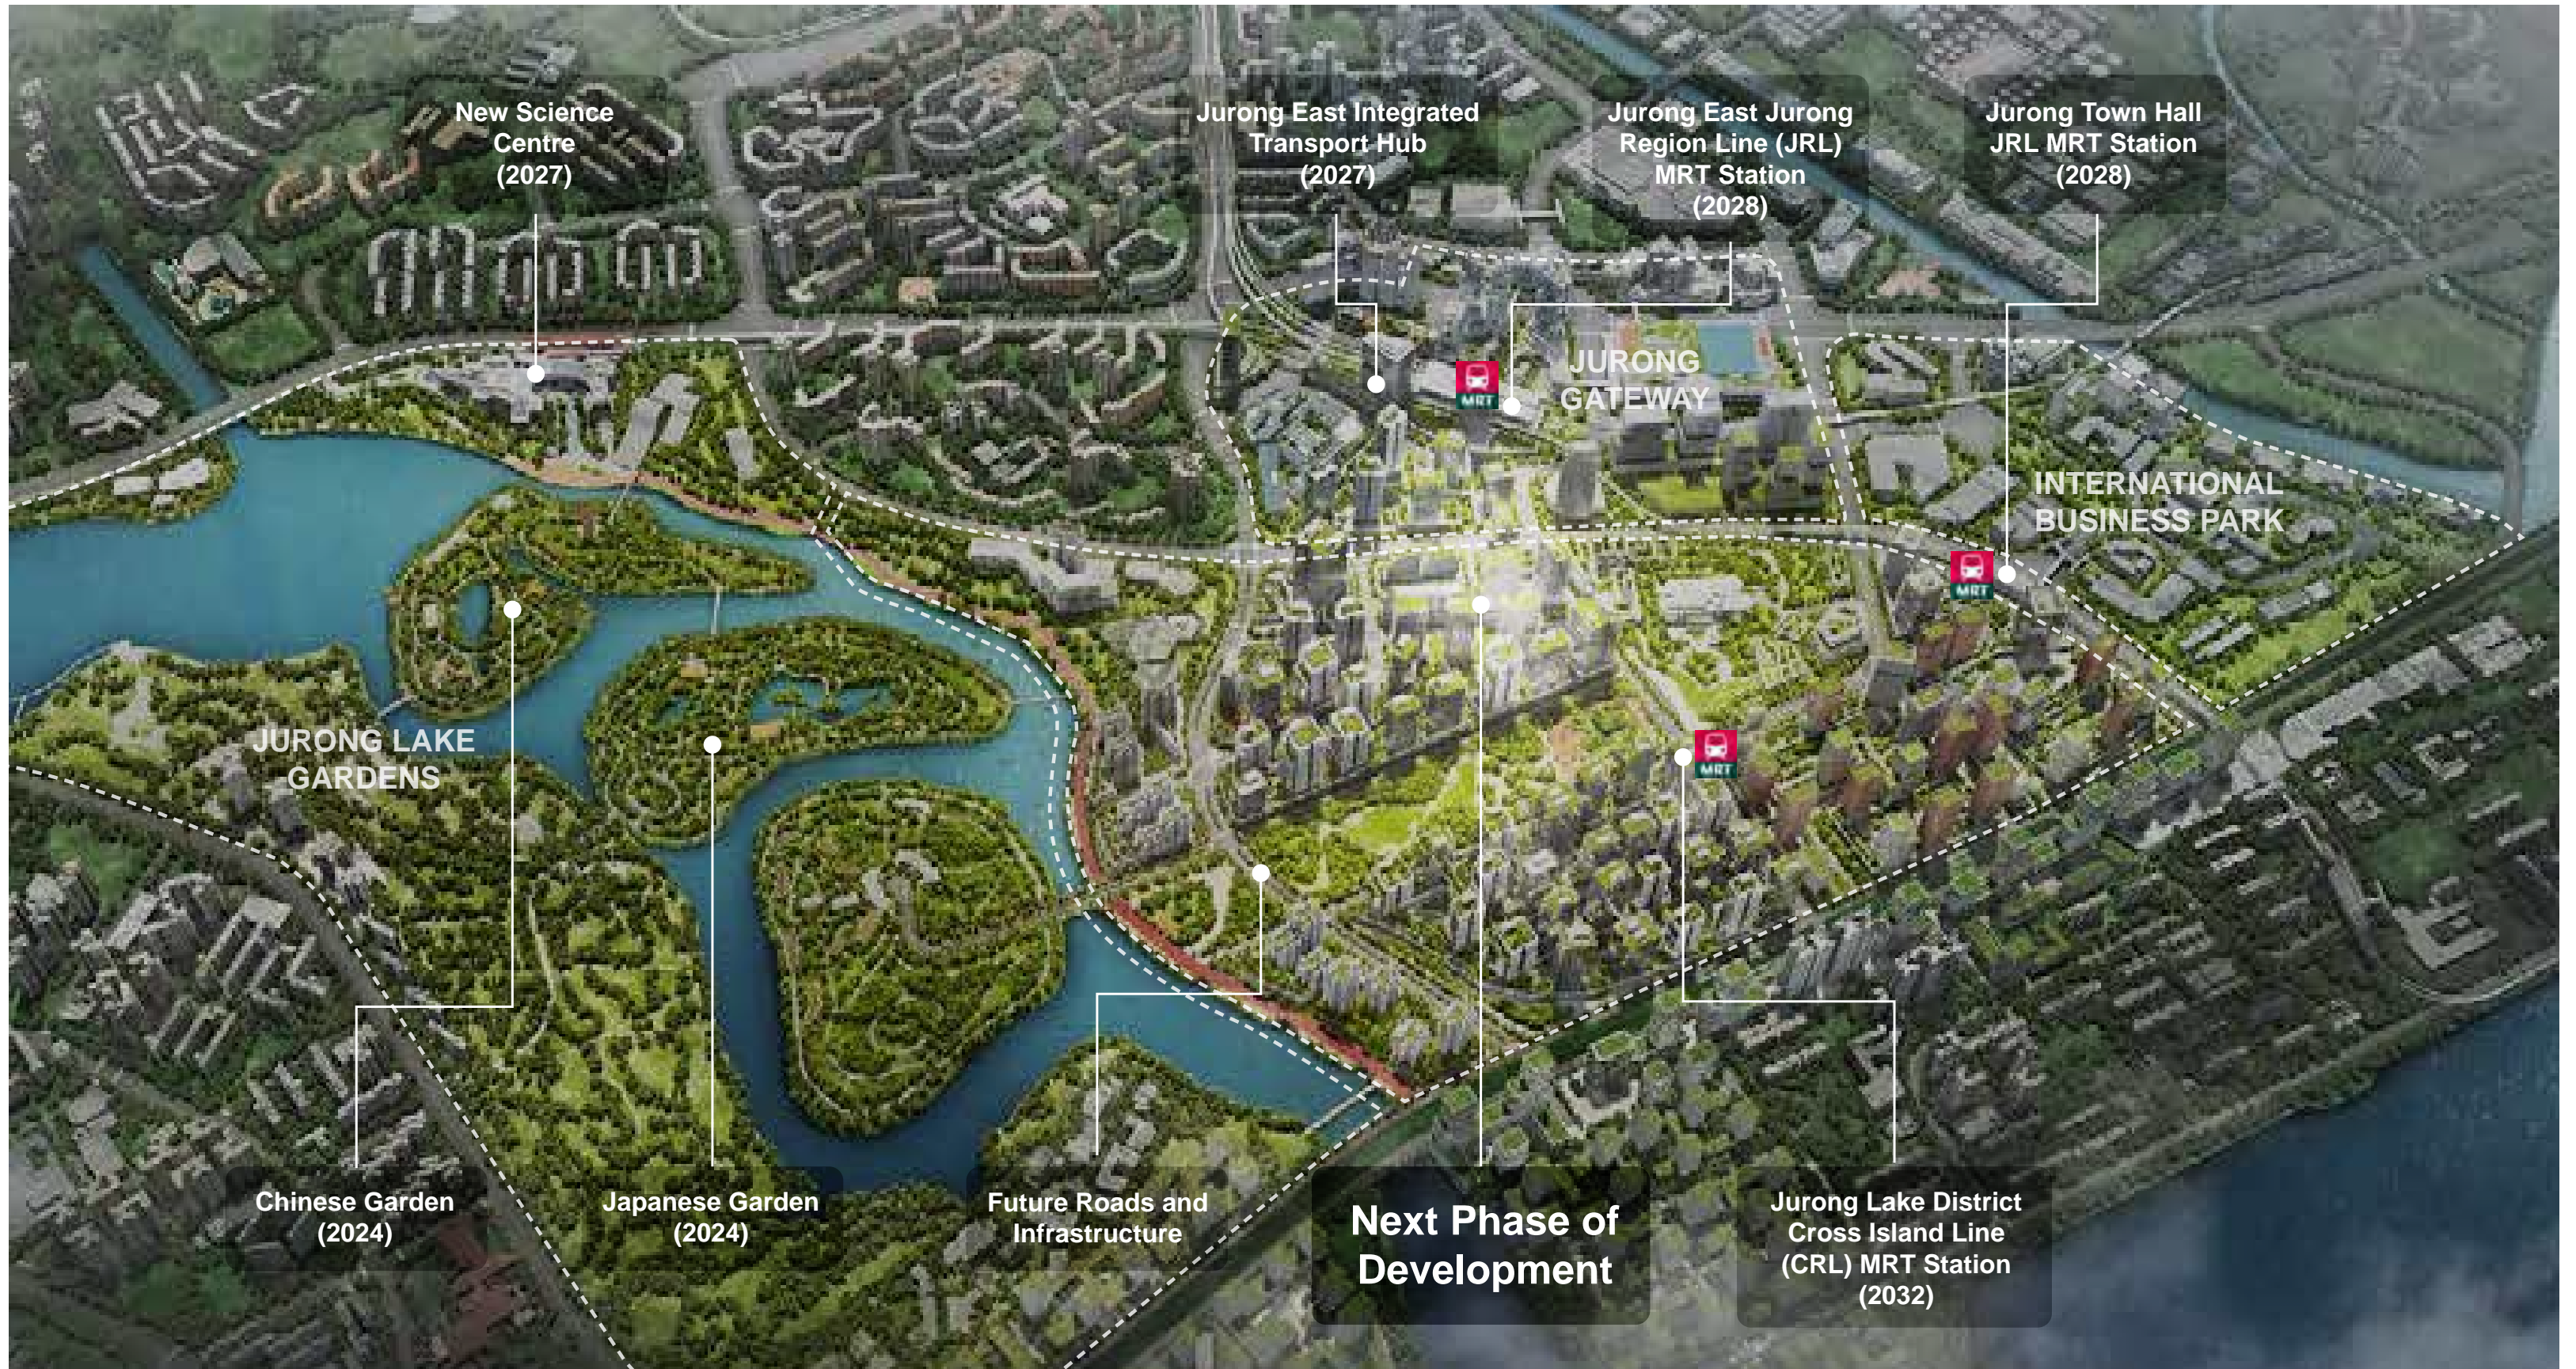 New Science
Centre
(2027)
Jurong East Integrated
Transport Hub
(2027)
Jurong East Jurong
Region Line (JRL)
MRT Station
(2028)
Jurong Town Hall
JRL MRT Station
(2028)
JURONG
GATEWAY
MRT
INTERNATIONAL
BUSINESS PARK
MRT
JURONG LAKE
GARDENS
MRT
Chinese Garden
(2024)
Japanese Garden
(2024)
Future Roads and
Infrastructure
Next Phase of
Development
Jurong Lake District
Cross Island Line
(CRL) MRT Station
(2032)